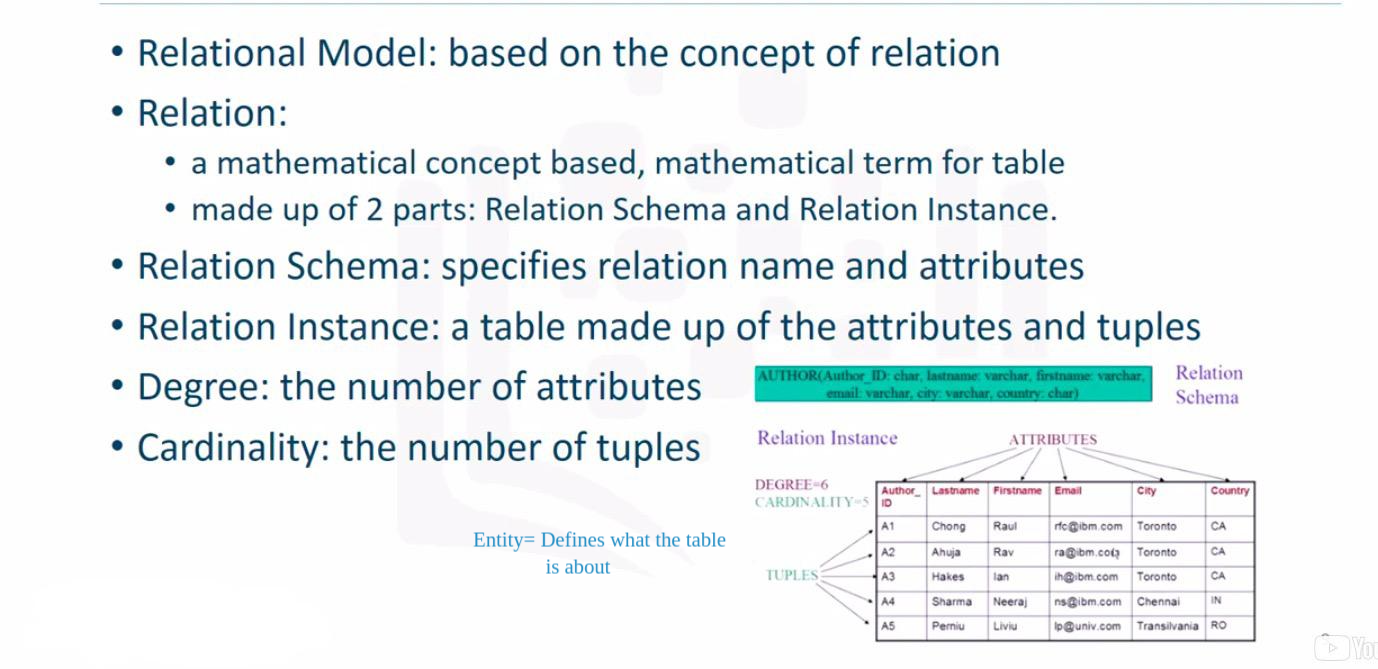 • Relational Model: based on the concept of relation
• Relation:
• a mathematical concept based, mathematical term for table
• made up of 2 parts: Relation Schema and Relation Instance.
• Relation Schema: specifies relation name and attributes
• Relation Instance: a table made up of the attributes and tuples
• Degree: the number of attributes
• Cardinality: the number of tuples
Entity= Defines what the table
is about
AUTHOR(Author_ID: char, lastname: varchar, firstname: varchar,
email: varchar, city: varchar, country: char)
Relation
Schema
Relation Instance
ATTRIBUTES
DEGREE=6
CARDINALITY=5
TUPLES
Author_ID Lastname Firstname Email City Country
A1 Chong Raul rfc@ibm.com Toronto CA
A2 Ahuja Rav ra@ibm.com Toronto CA
A3 Hakes Ian ih@ibm.com Toronto CA
A4 Sharma Neeraj ns@ibm.com Chennai IN
A5 Perniu Liviu lp@univ.com Transilvania RO